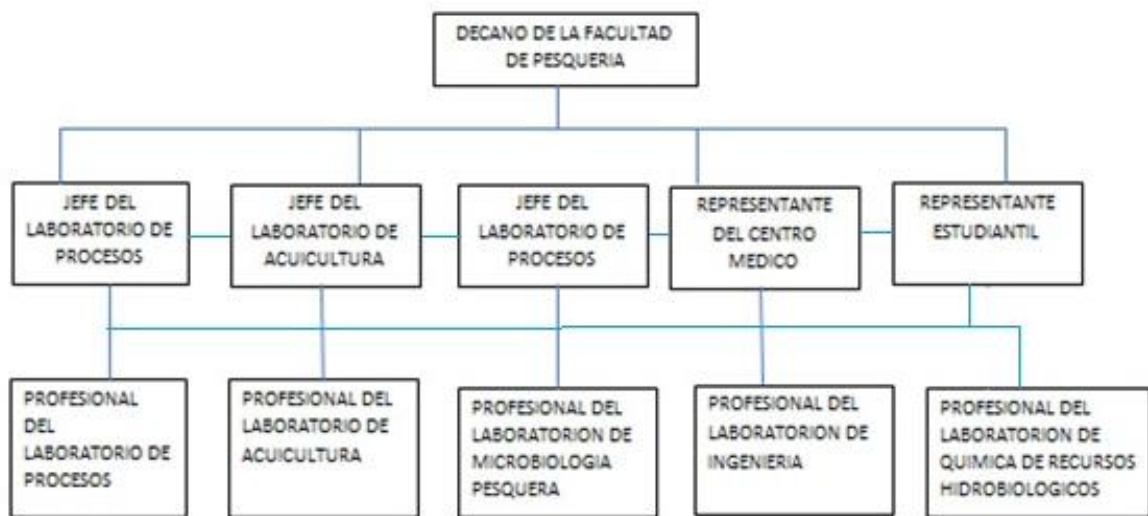 DECANO DE LA FACULTAD
DE PESQUERIA
JEFE DEL
LABORATORIO DE
PROCESOS
JEFE DEL
LABORATORIO DE
ACUICULTURA
JEFE DEL
LABORATORIO DE
PROCESOS
REPRESENTANTE
DEL CENTRO
MEDICO
REPRESENTANTE
ESTUDIANTIL
PROFESIONAL
DEL
LABORATORIO DE
PROCESOS
PROFESIONAL DEL
LABORATORIO DE
ACUICULTURA
PROFESIONAL DEL
LABORATORION DE
MICROBIOLOGIA
PESQUERA
PROFESIONAL DEL
LABORATORION DE
INGENIERIA
PROFESIONAL DEL
LABORATORION DE
QUIMICA DE RECURSOS
HIDROBIOLOGICOS